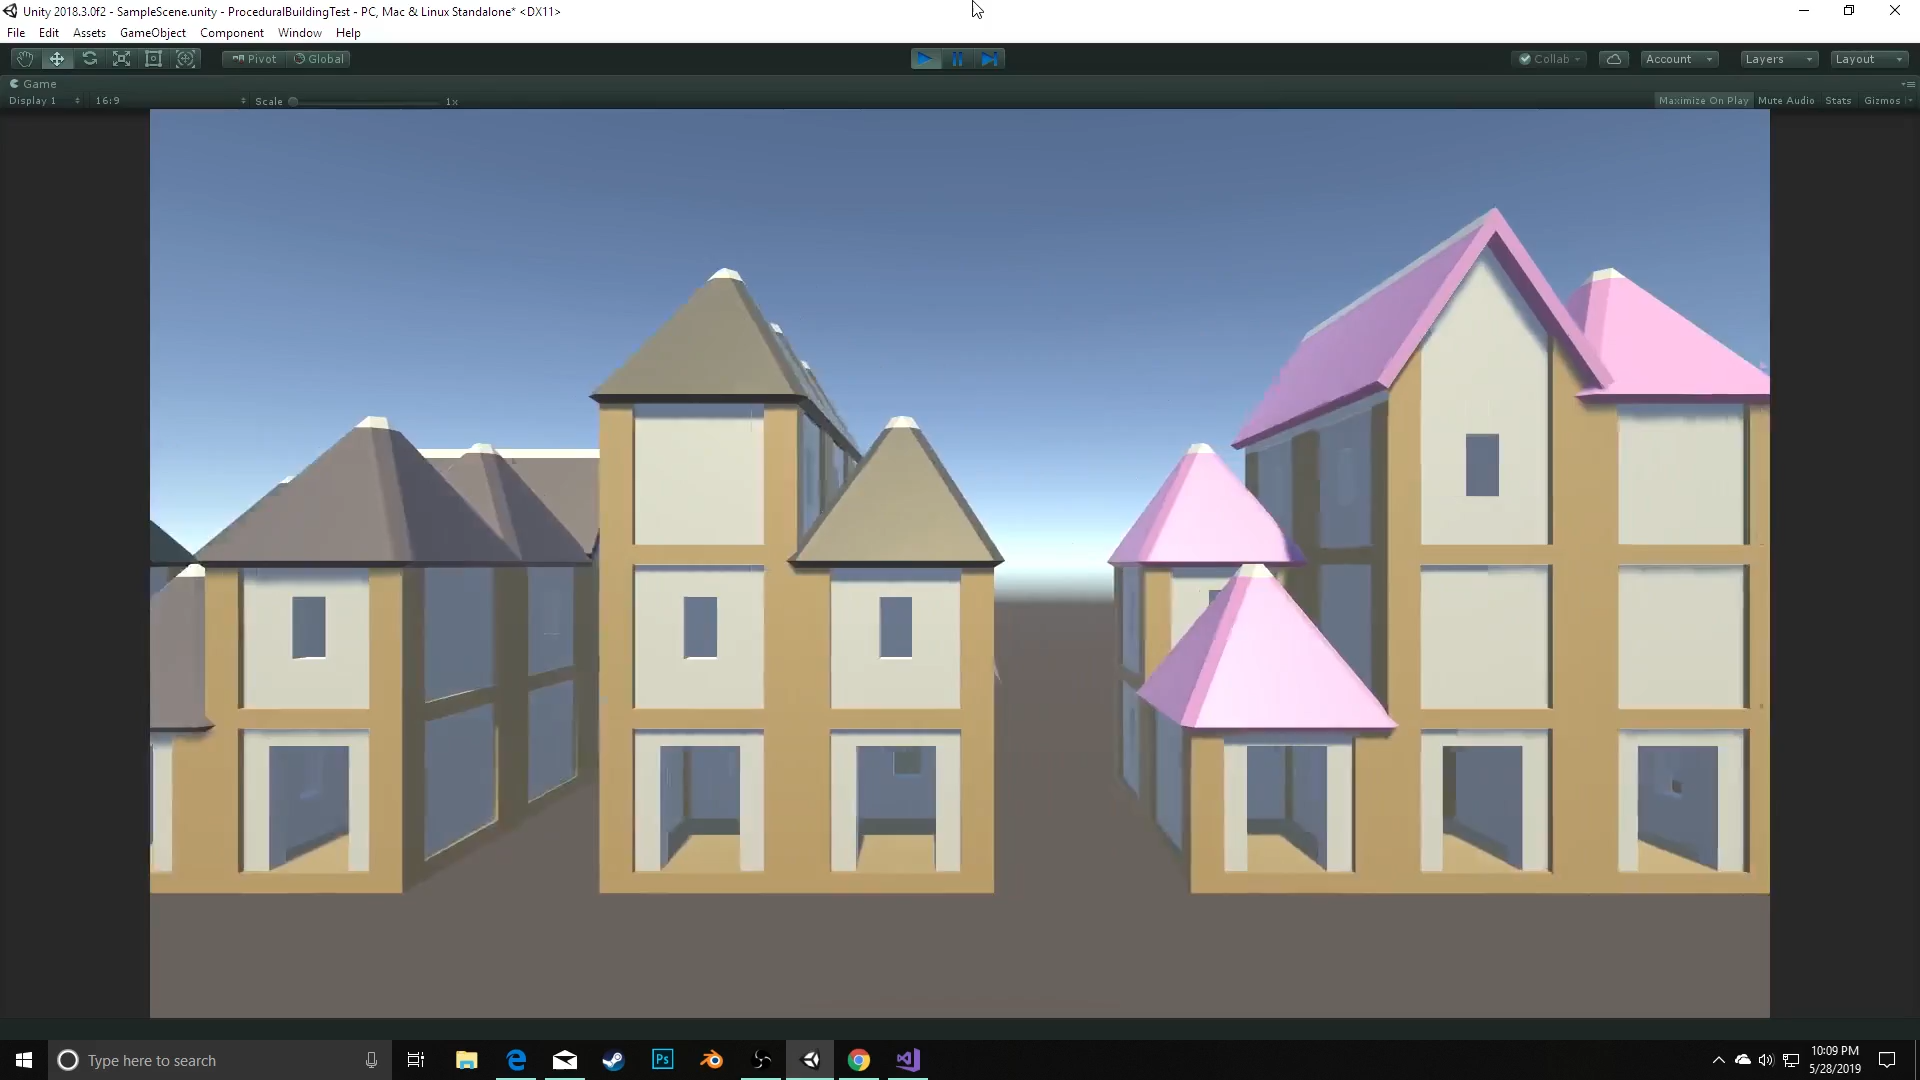 Unity 2018.3.0f2 - SampleScene.unity - ProceduralBuildingTest - PC, Mac & Linux Standalone* <DX11>
File Edit Assets GameObject Component Window Help
Pivot Global Collab Account Layers Layout
Game
Display 1 16:9 Scale 1x Maximize On Play Mute Audio Stats Gizmos
Type here to search Ps 10:09 PM
5/28/2019